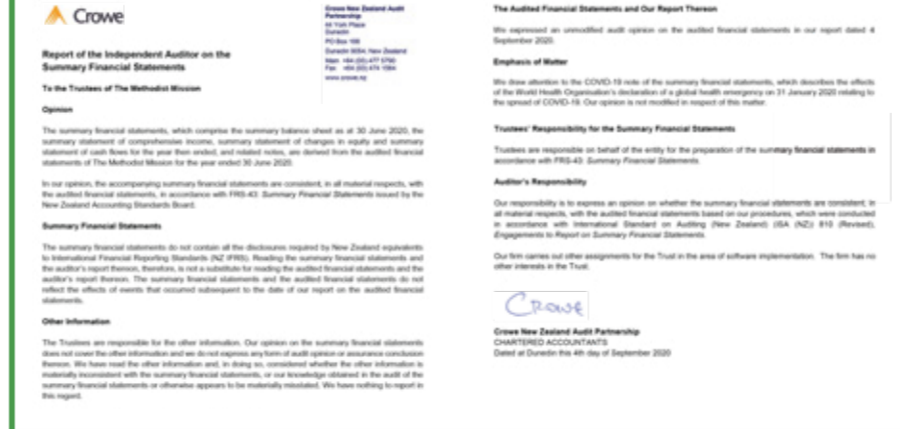 Crowe
Crowe New Zealand Audit
Partnership
44 York Place
Dunedin
PO Box 188
Dunedin 9054, New Zealand
Main +64 (03) 477 5790
Fax +64 (03) 474 1564
www.crowe.nz
Report of the Independent Auditor on the
Summary Financial Statements
To the Trustees of The Methodist Mission
Opinion
The summary financial statements, which comprise the summary balance sheet as at 30 June 2020, the
summary statement of comprehensive income, summary statement of changes in equity and summary
statement of cash flows for the year then ended, and related notes, are derived from the audited financial
statements of The Methodist Mission for the year ended 30 June 2020.
In our opinion, the accompanying summary financial statements are consistent, in all material respects, with
the audited financial statements, in accordance with FRS-43: Summary Financial Statements issued by the
New Zealand Accounting Standards Board.
Summary Financial Statements
The summary financial statements do not contain all the disclosures required by New Zealand equivalents
to International Financial Reporting Standards (NZ IFRS). Reading the summary financial statements and
the auditor's report thereon, therefore, is not a substitute for reading the audited financial statements and the
auditor's report thereon. The summary financial statements and the audited financial statements do not
reflect the effects of events that occurred subsequent to the date of our report on the audited financial
statements.
Other Information
The Trustees are responsible for the other information. Our opinion on the summary financial statements
does not cover the other information and we do not express any form of audit opinion or assurance conclusion
thereon. We have read the other information and, in doing so, considered whether the other information is
materially inconsistent with the summary financial statements, or our knowledge obtained in the audit of the
summary financial statements or otherwise appears to be materially misstated. We have nothing to report in
this regard.
The Audited Financial Statements and Our Report Thereon
We expressed an unmodified audit opinion on the audited financial statements in our report dated 4
September 2020.
Emphasis of Matter
We draw attention to the COVID-19 note of the summary financial statements, which describes the effects
of the World Health Organisation's declaration of a global health emergency on 31 January 2020 relating to
the spread of COVID-19. Our opinion is not modified in respect of this matter.
Trustees' Responsibility for the Summary Financial Statements
Trustees are responsible on behalf of the entity for the preparation of the summary financial statements in
accordance with FRS-43: Summary Financial Statements.
Auditor's Responsibility
Our responsibility is to express an opinion on whether the summary financial statements are consistent, in
all material respects, with the audited financial statements based on our procedures, which were conducted
in accordance with International Standard on Auditing (New Zealand) (ISA (NZ)) 810 (Revised),
Engagements to Report on Summary Financial Statements.
Our firm carries out other assignments for the Trust in the area of software implementation. The firm has no
other interests in the Trust.
Crowe
Crowe New Zealand Audit Partnership
CHARTERED ACCOUNTANTS
Dated at Dunedin this 4th day of September 2020